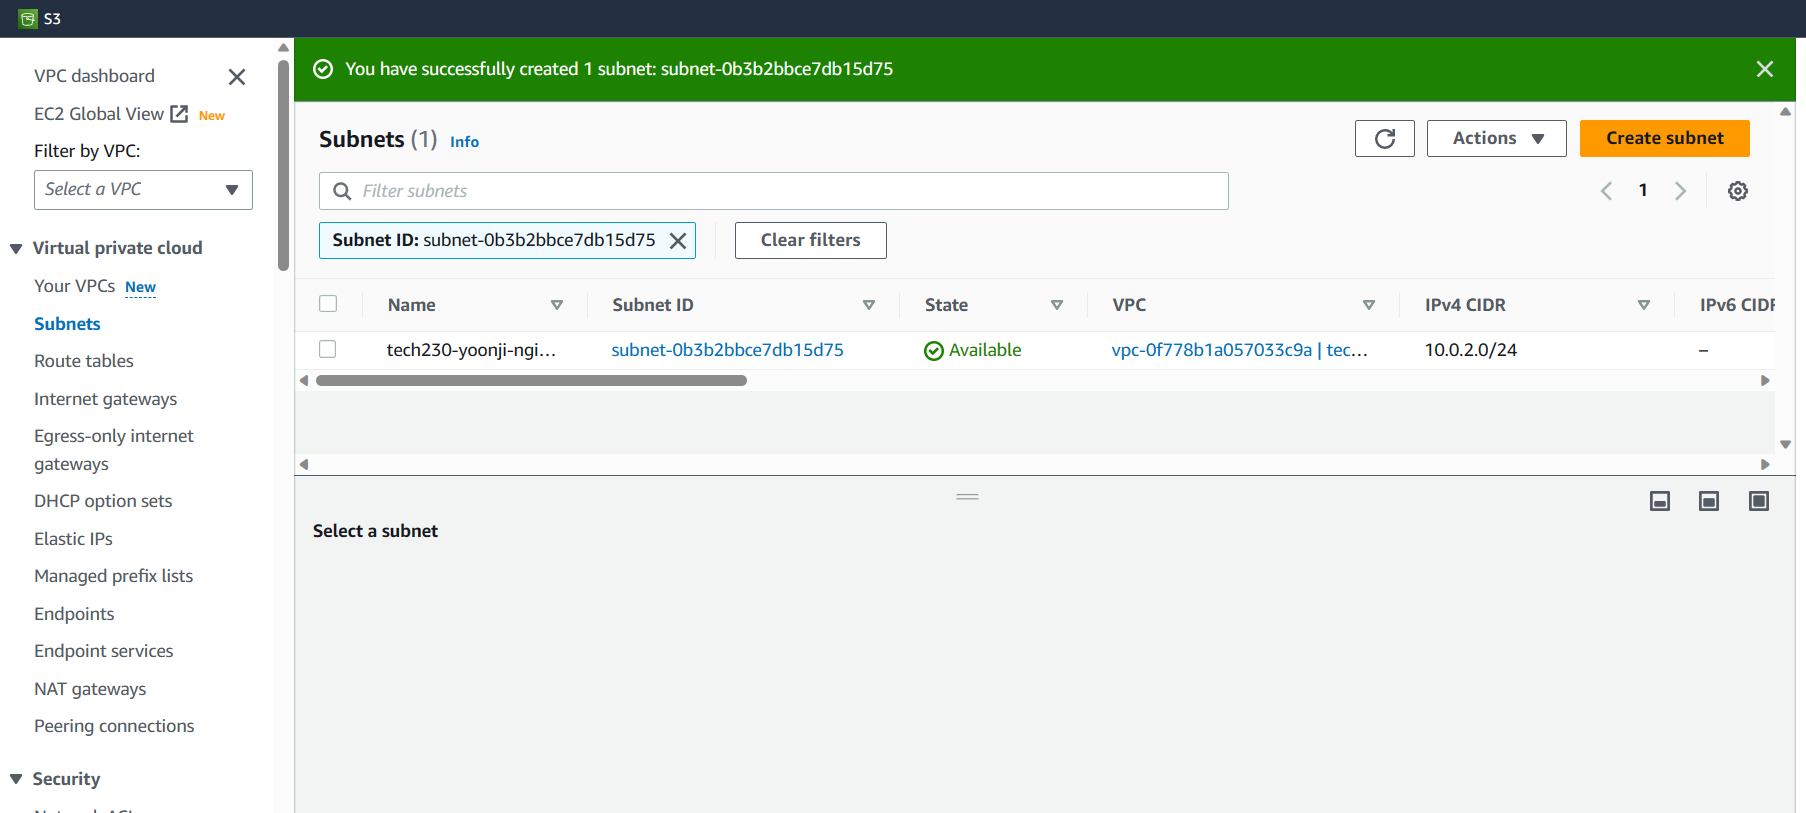 S3
VPC dashboard
EC2 Global View New
Filter by VPC:
Select a VPC
Virtual private cloud
Your VPCs New
Subnets
Route tables
Internet gateways
Egress-only internet
gateways
DHCP option sets
Elastic IPs
Managed prefix lists
Endpoints
Endpoint services
NAT gateways
Peering connections
Security
You have successfully created 1 subnet: subnet-0b3b2bbce7db15d75
Subnets (1) Info
Actions
Create subnet
Filter subnets
1
Subnet ID: subnet-0b3b2bbce7db15d75
Clear filters
Name Subnet ID State VPC IPv4 CIDR IPv6 CIDR
tech230-yoonji-ngi... subnet-0b3b2bbce7db15d75 Available vpc-0f778b1a057033c9a | tec... 10.0.2.0/24 –
Select a subnet